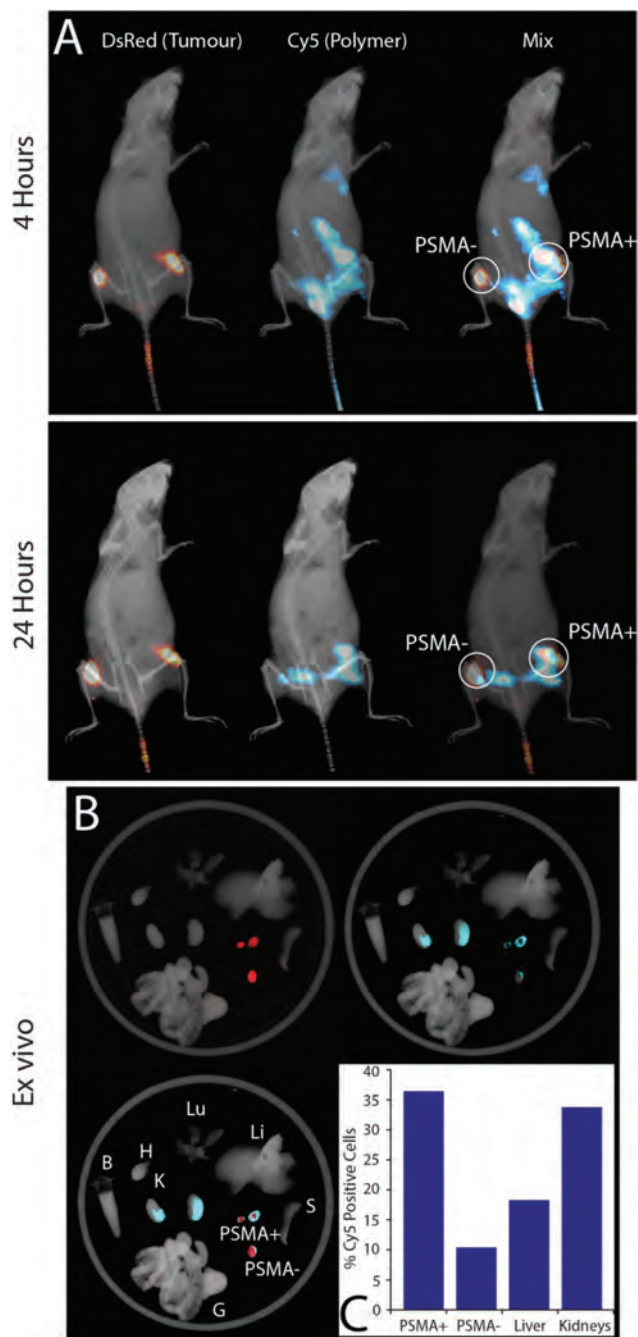 A
DsRed (Tumour) Cy5 (Polymer) Mix
4 Hours
PSMA- PSMA+
24 Hours
PSMA- PSMA+
B
Ex vivo
Lu
Li
B H
K
S
PSMA+
PSMA-
G
% Cy5 Positive Cells
40
35
30
25
20
15
10
5
0
PSMA+ PSMA- Liver Kidneys
C